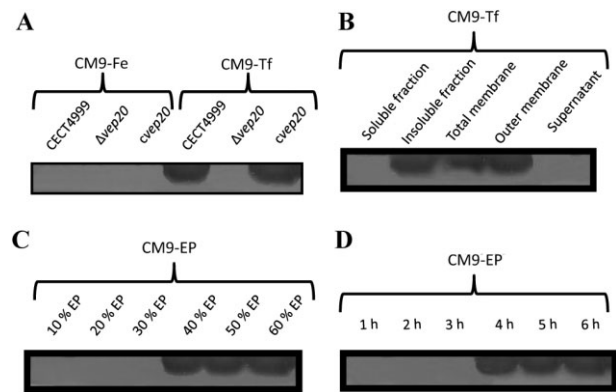 A
CM9-Fe
CM9-Tf
CECT4999
Δvep20
cvep20
CECT4999
Δvep20
cvep20
B
CM9-Tf
Soluble fraction
Insoluble fraction
Total membrane
Outer membrane
Supernatant
C
CM9-EP
10 % EP
20 % EP
30 % EP
40 % EP
50 % EP
60 % EP
D
CM9-EP
1 h 2 h 3 h 4 h 5 h 6 h